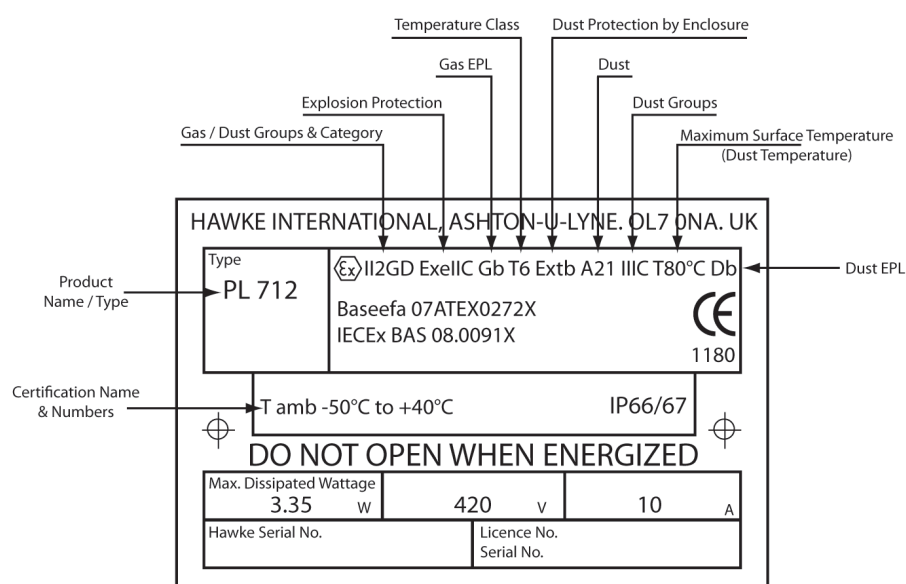 Temperature Class
Dust Protection by Enclosure
Gas EPL
Dust
Explosion Protection
Dust Groups
Gas / Dust Groups & Category
Maximum Surface Temperature
(Dust Temperature)
HAWKE INTERNATIONAL, ASHTON-U-LYNE. OL7 0NA. UK
Type
PL 712
Ex II2GD ExeIIC Gb T6 Extb A21 IIIC T80°C Db
Dust EPL
Product
Name / Type
Baseefa 07ATEX0272X
IECEx BAS 08.0091X
CE
1180
Certification Name
& Numbers
T amb -50°C to +40°C
IP66/67
DO NOT OPEN WHEN ENERGIZED
Max. Dissipated Wattage
3.35 W
420 V
10 A
Hawke Serial No.
Licence No.
Serial No.